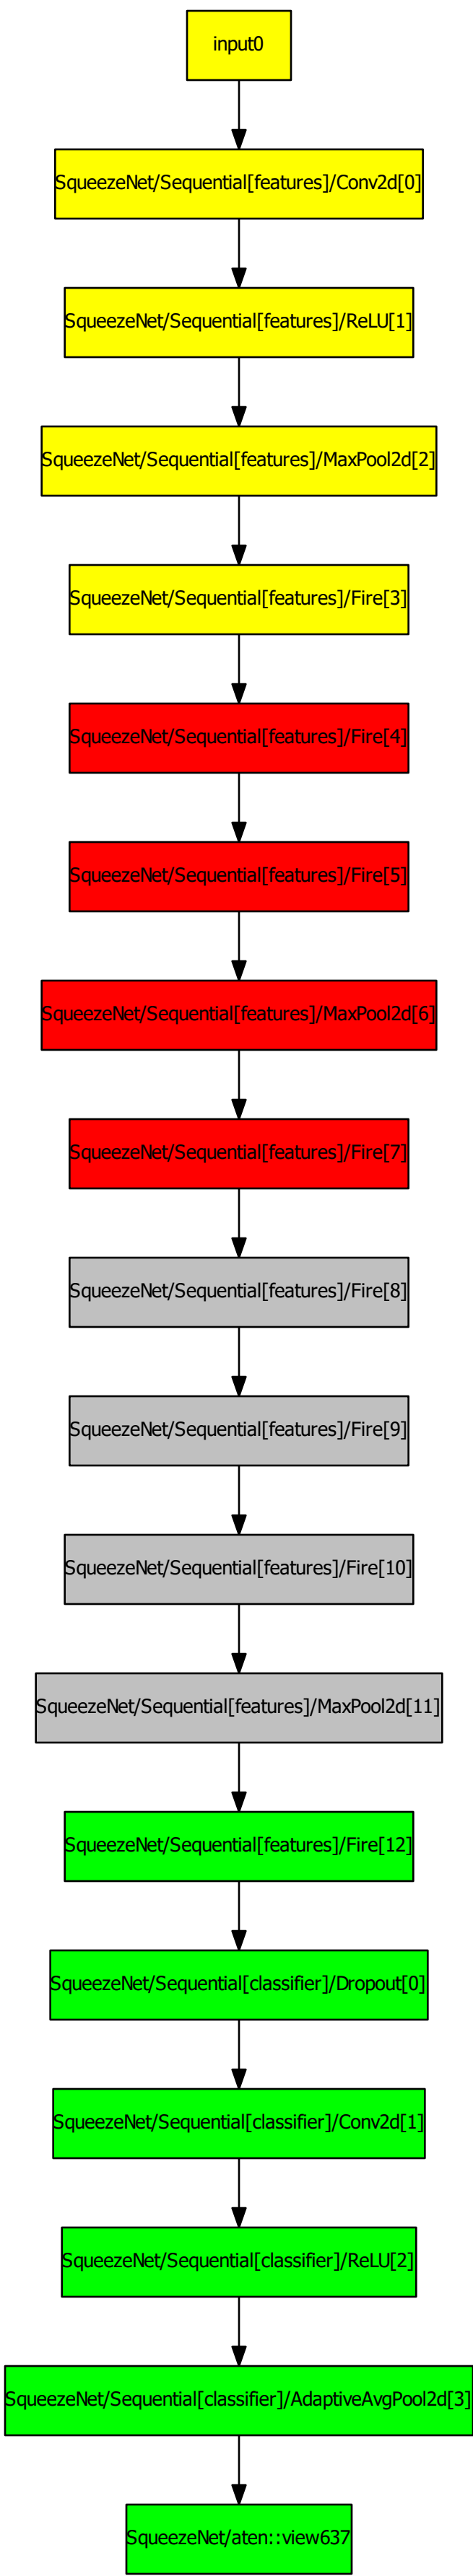 input0
SqueezeNet/Sequential[features]/Conv2d[0]
SqueezeNet/Sequential[features]/ReLU[1]
SqueezeNet/Sequential[features]/MaxPool2d[2]
SqueezeNet/Sequential[features]/Fire[3]
SqueezeNet/Sequential[features]/Fire[4]
SqueezeNet/Sequential[features]/Fire[5]
SqueezeNet/Sequential[features]/MaxPool2d[6]
SqueezeNet/Sequential[features]/Fire[7]
SqueezeNet/Sequential[features]/Fire[8]
SqueezeNet/Sequential[features]/Fire[9]
SqueezeNet/Sequential[features]/Fire[10]
SqueezeNet/Sequential[features]/MaxPool2d[11]
SqueezeNet/Sequential[features]/Fire[12]
SqueezeNet/Sequential[classifier]/Dropout[0]
SqueezeNet/Sequential[classifier]/Conv2d[1]
SqueezeNet/Sequential[classifier]/ReLU[2]
SqueezeNet/Sequential[classifier]/AdaptiveAvgPool2d[3]
SqueezeNet/aten::view637